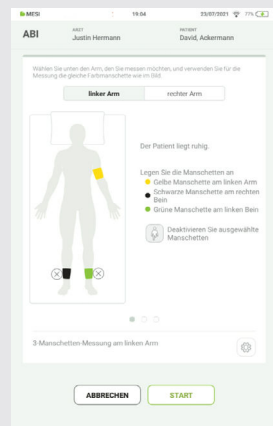 MESI 19:04 23/07/2021 77%
ABI
ARZT
Justin Hermann
PATIENT
David, Ackermann
Wählen Sie unten den Arm, den Sie messen möchten, und verwenden Sie für die
Messung die gleiche Farbmanschette wie im Bild.
linker Arm rechter Arm
Der Patient liegt ruhig.
Legen Sie die Manschetten an
Gelbe Manschette am linken Arm
Schwarze Manschette am rechten
Bein
Grüne Manschette am linken Bein
Deaktivieren Sie ausgewählte
Manschetten
3-Manschetten-Messung am linken Arm
ABBRECHEN START